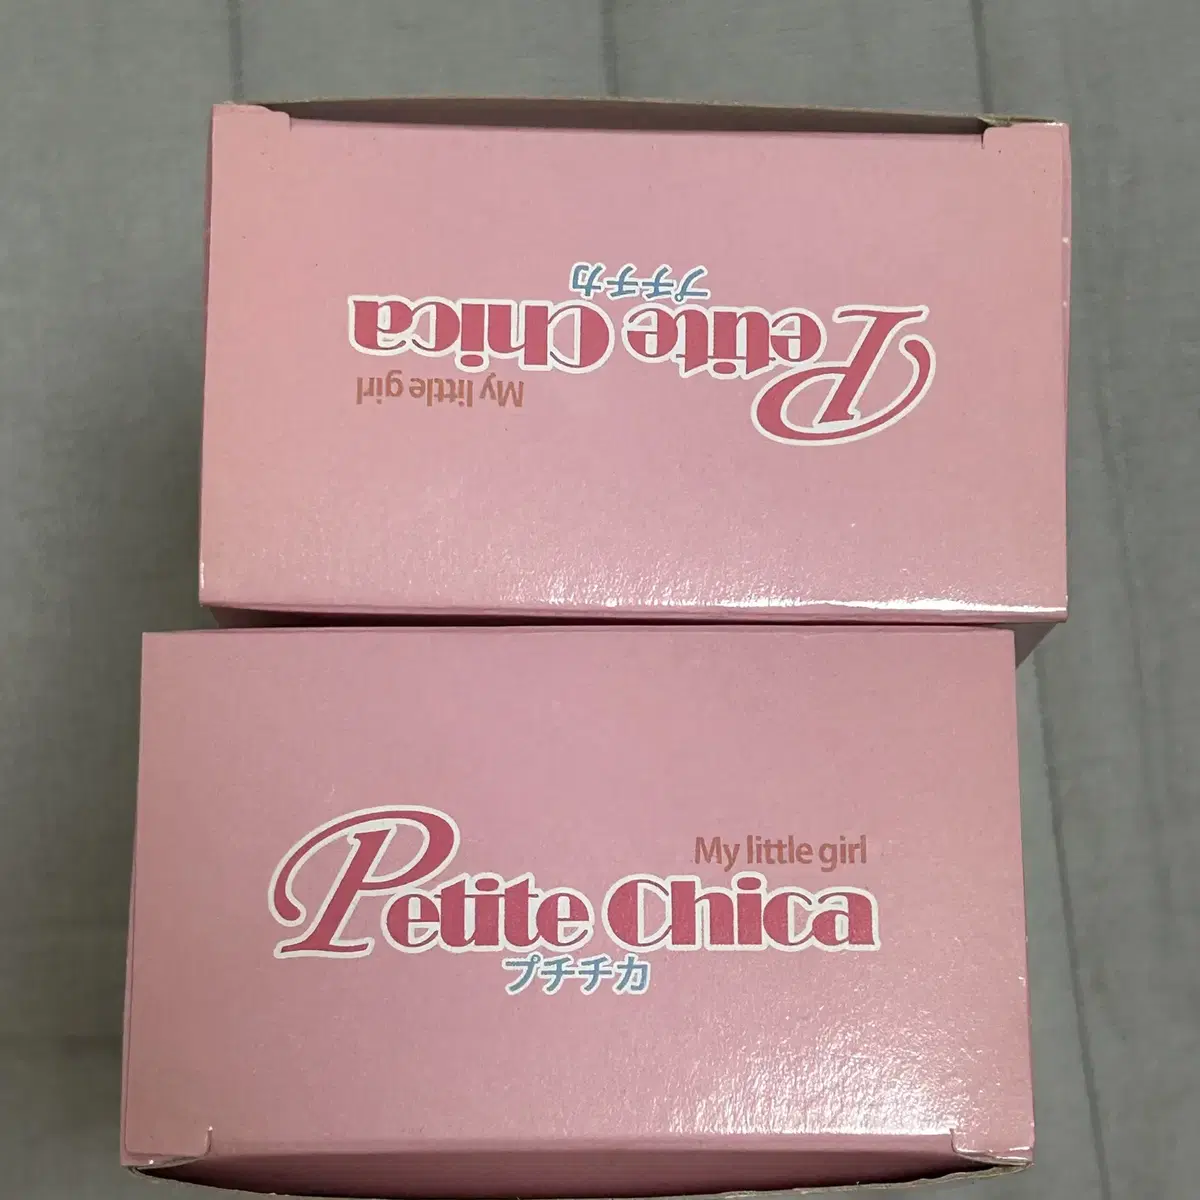 プチチカ
Petite Chica
My little girl
My little girl
Petite Chica
プチチカ